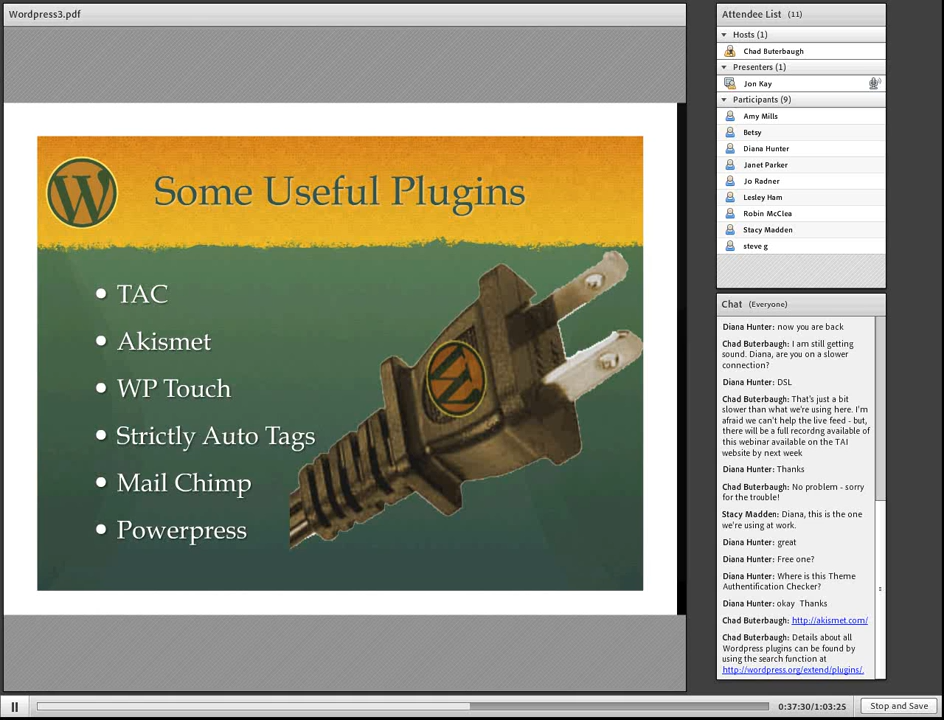 Wordpress3.pdf
W Some Useful Plugins
• TAC
• Akismet
• WP Touch
• Strictly Auto Tags
• Mail Chimp
• Powerpress
W
Attendee List (11)
Hosts (1)
Chad Buterbaugh
Presenters (1)
Jon Kay
Participants (9)
Amy Mills
Betsy
Diana Hunter
Janet Parker
Jo Radner
Lesley Ham
Robin McClea
Stacy Madden
steve g
Chat (Everyone)
Diana Hunter: now you are back
Chad Buterbaugh: I am still getting
sound. Diana, are you on a slower
connection?
Diana Hunter: DSL
Chad Buterbaugh: That's just a bit
slower than what we're using here. I'm
afraid we can't help the live feed - but,
there will be a full recordng available of
this webinar available on the TAI
website by next week
Diana Hunter: Thanks
Chad Buterbaugh: No problem - sorry
for the trouble!
Stacy Madden: Diana, this is the one
we're using at work.
Diana Hunter: great
Diana Hunter: Free one?
Diana Hunter: Where is this Theme
Authentification Checker?
Diana Hunter: okay Thanks
Chad Buterbaugh: http://akismet.com/
Chad Buterbaugh: Details about all
Wordpress plugins can be found by
using the search function at
http://wordpress.org/extend/plugins/.
0:37:30/1:03:25
Stop and Save